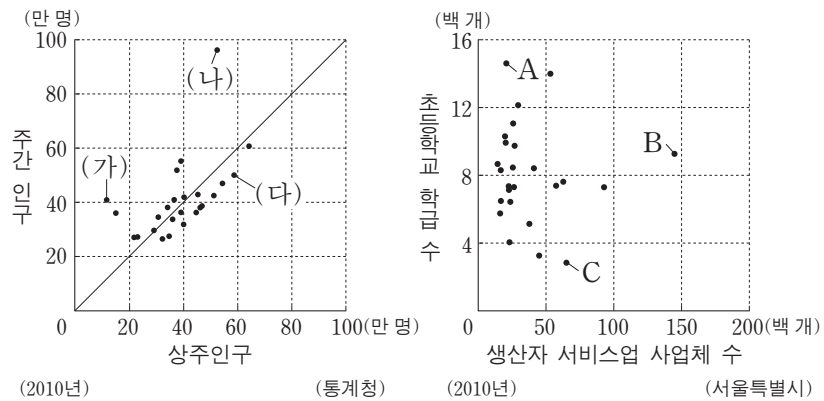 (만 명)
100
80
60
40
20
0
20
40
60
80
100(만 명)
주간 인구
상주인구
(가)
(나)
(다)
(2010년)
(통계청)
(백 개)
16
12
8
4
0
50
100
150
200(백 개)
초등학교 학급 수
생산자 서비스업 사업체 수
A
B
C
(2010년)
(서울특별시)